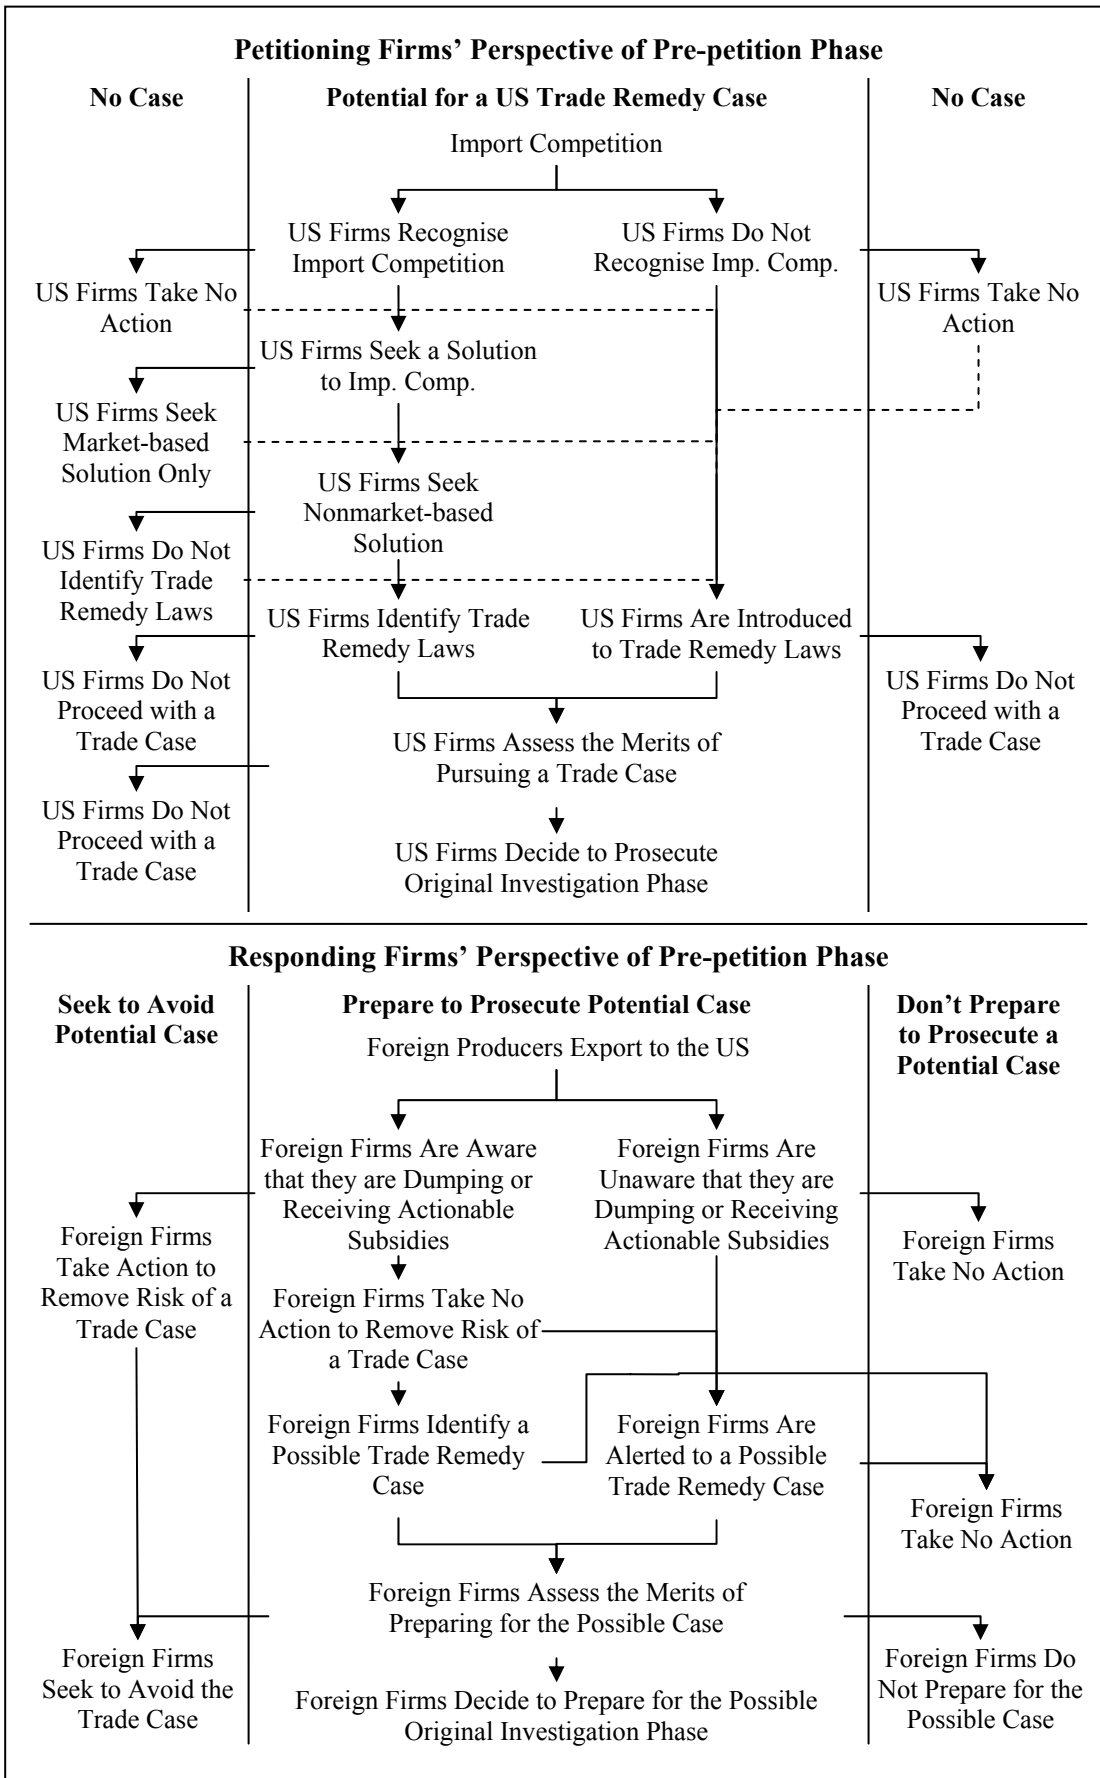 Petitioning Firms' Perspective of Pre-petition Phase
No Case
Potential for a US Trade Remedy Case
No Case
Import Competition
US Firms Recognise
Import Competition
US Firms Do Not
Recognise Imp. Comp.
US Firms Take No
Action
US Firms Take No
Action
US Firms Seek a Solution
to Imp. Comp.
US Firms Seek
Market-based
Solution Only
US Firms Seek
Nonmarket-based
Solution
US Firms Do Not
Identify Trade
Remedy Laws
US Firms Identify Trade
Remedy Laws
US Firms Are Introduced
to Trade Remedy Laws
US Firms Do Not
Proceed with a
Trade Case
US Firms Do Not
Proceed with a
Trade Case
US Firms Assess the Merits of
Pursuing a Trade Case
US Firms Do Not
Proceed with a
Trade Case
US Firms Decide to Prosecute
Original Investigation Phase
Responding Firms' Perspective of Pre-petition Phase
Seek to Avoid
Potential Case
Prepare to Prosecute Potential Case
Don't Prepare
to Prosecute a
Potential Case
Foreign Producers Export to the US
Foreign Firms Are Aware
that they are Dumping or
Receiving Actionable
Subsidies
Foreign Firms Are
Unaware that they are
Dumping or Receiving
Actionable Subsidies
Foreign Firms
Take Action to
Remove Risk of a
Trade Case
Foreign Firms
Take No Action
Foreign Firms Take No
Action to Remove Risk of
a Trade Case
Foreign Firms Identify a
Possible Trade Remedy
Case
Foreign Firms Are
Alerted to a Possible
Trade Remedy Case
Foreign Firms
Take No Action
Foreign Firms Assess the Merits of
Preparing for the Possible Case
Foreign Firms
Seek to Avoid the
Trade Case
Foreign Firms Do
Not Prepare for the
Possible Case
Foreign Firms Decide to Prepare for the Possible
Original Investigation Phase